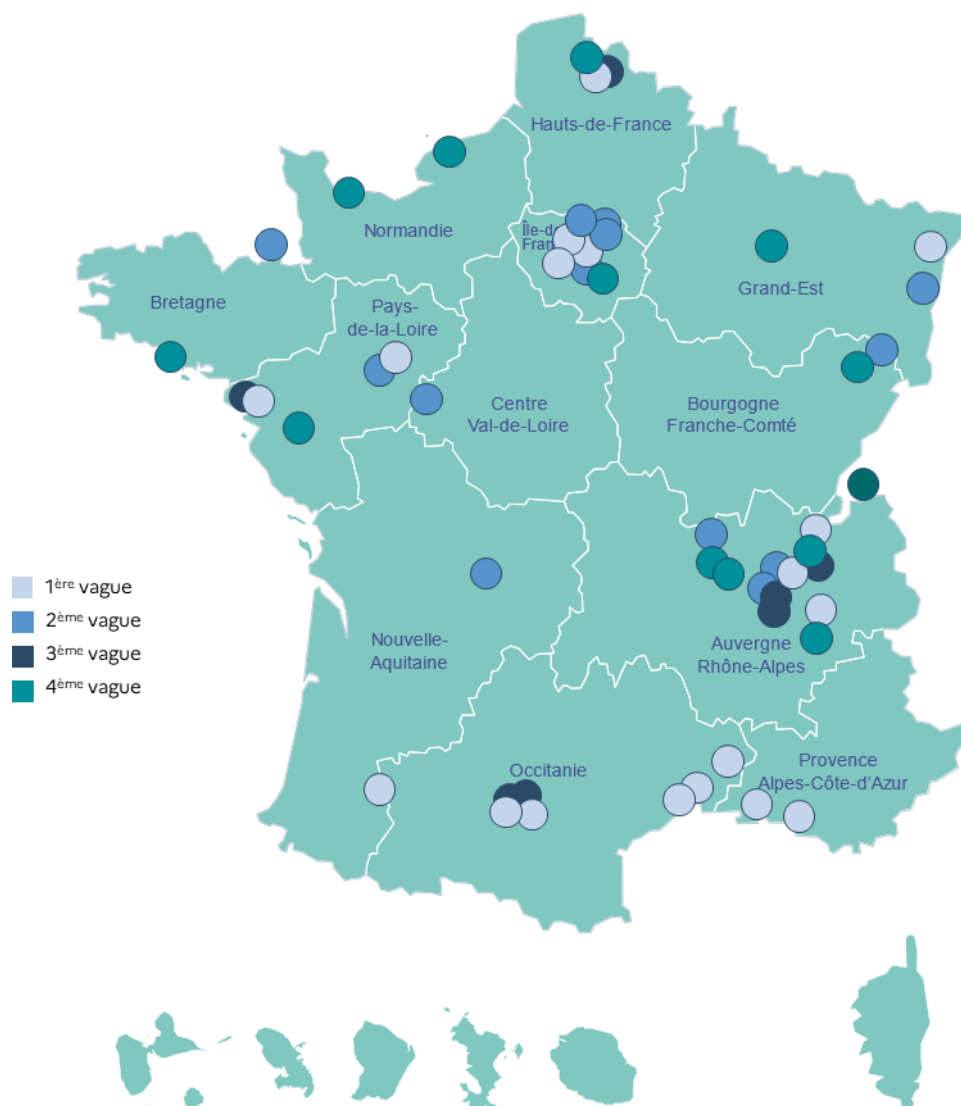 Hauts-de-France
Normandie
Île-de
Fran
Grand-Est
Bretagne
Pays-
de-la-Loire
Centre
Val-de-Loire
Bourgogne
Franche-Comté
1ère vague
2ème vague
3ème vague
4ème vague
Nouvelle-
Aquitaine
Auvergne
Rhône-Alpes
Occitanie
Provence
Alpes-Côte-d'Azur